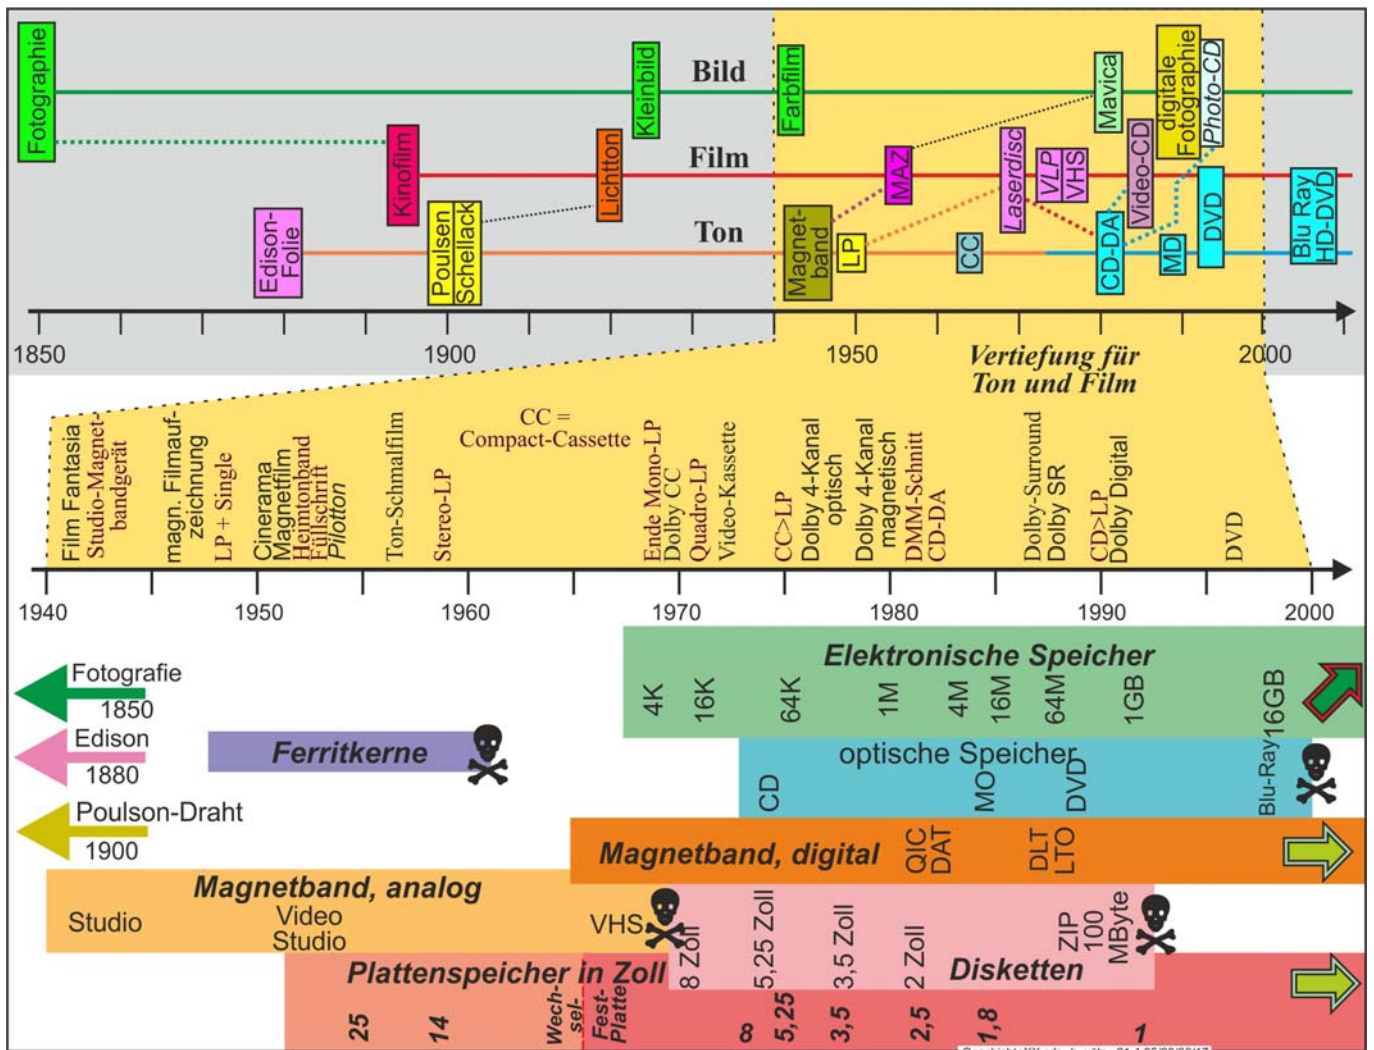 Fotographie
Edison-
Folie
Kinofilm
Poulsen
Schellack
Lichtton
Kleinbild
Bild
Film
Ton
Farbfilm
Magnet-
band
LP
MAZ
CC
Laserdisc
VLP
VHS
Mavica
CD-DA
Video-CD
digitale
Fotographie
Photo-CD
MD
DVD
Blu Ray
HD-DVD
1850
1900
1950
2000
Vertiefung für
Ton und Film
Film Fantasia
Studio-Magnet-
bandgerät
magn. Filmauf-
zeichnung
LP + Single
Cinerama
Magnetfilm
Heimtonband
Füllschrift
Pilotton
Ton-Schmalfilm
Stereo-LP
CC =
Compact-Cassette
Ende Mono-LP
Dolby CC
Quadro-LP
Video-Kassette
CC>LP
Dolby 4-Kanal
optisch
Dolby 4-Kanal
magnetisch
DMM-Schnitt
CD-DA
Dolby-Surround
Dolby SR
CD>LP
Dolby Digital
DVD
1940
1950
1960
1970
1980
1990
2000
Fotografie
1850
Edison
1880
Poulson-Draht
1900
Elektronische Speicher
4K
16K
64K
1M
4M
16M
64M
1GB
16GB
Ferritkerne
optische Speicher
CD
MO
DVD
Blu-Ray
Magnetband, digital
QIC
DAT
DLT
LTO
Magnetband, analog
Studio
Video
Studio
VHS
8 Zoll
5,25 Zoll
3,5 Zoll
2 Zoll
ZIP
100
MByte
Disketten
Plattenspeicher in Zoll
25
14
Wech-
sel-
Fest-
Platte
8
5,25
3,5
2,5
1,8
1